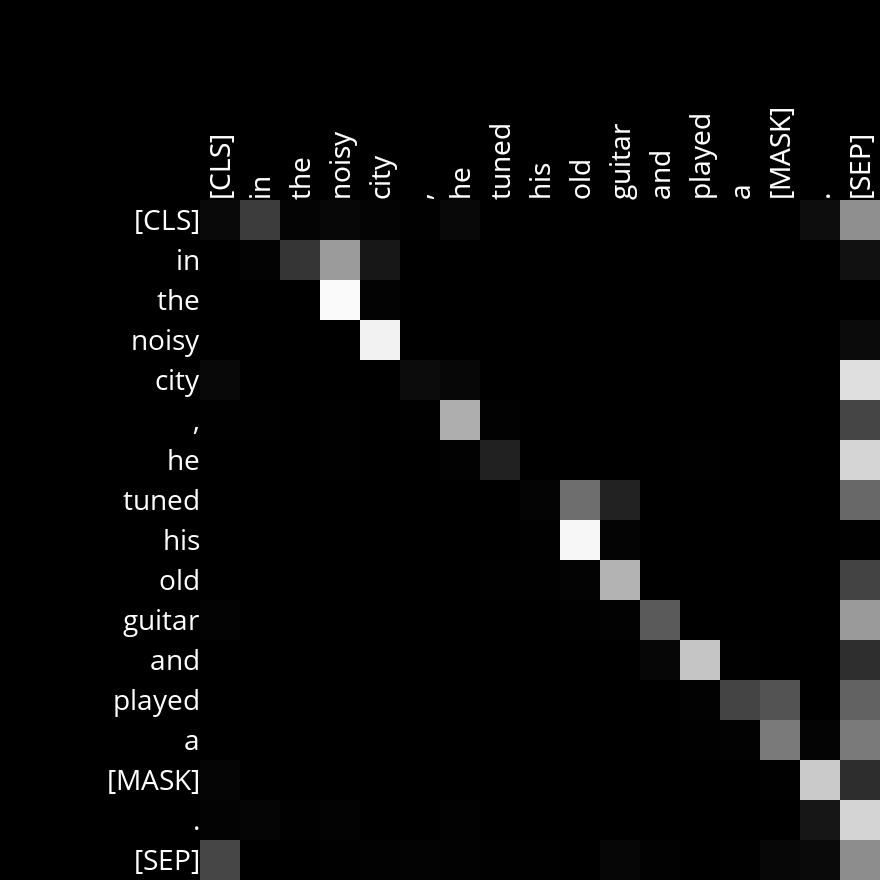 [CLS] in the noisy city , he tuned his old guitar and played a [MASK] . [SEP]
[CLS]
in
the
noisy
city
,
he
tuned
his
old
guitar
and
played
a
[MASK]
.
[SEP]